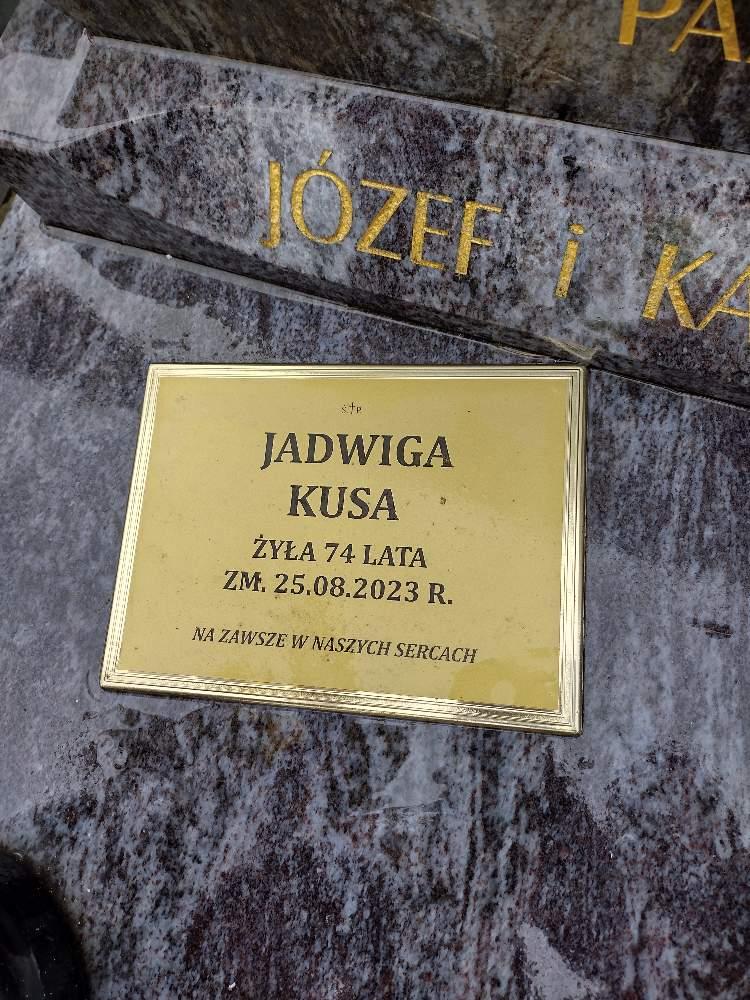 JÓZEF i
Ś.†P.
JADWIGA
KUSA
ŻYŁA 74 LATA
ZM. 25.08.2023 R.
NA ZAWSZE W NASZYCH SERCACH